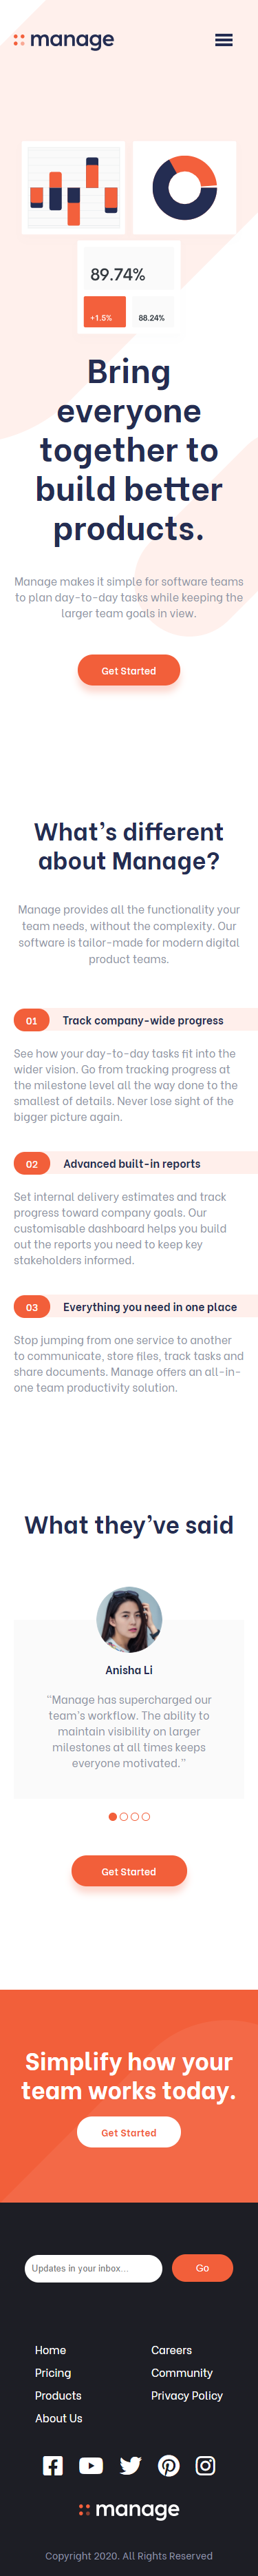 manage
89.74%
+1.5%
88.24%
Bring
everyone
together to
build better
products.
Manage makes it simple for software teams
to plan day-to-day tasks while keeping the
larger team goals in view.
Get Started
What's different
about Manage?
Manage provides all the functionality your
team needs, without the complexity. Our
software is tailor-made for modern digital
product teams.
01 Track company-wide progress
See how your day-to-day tasks fit into the
wider vision. Go from tracking progress at
the milestone level all the way done to the
smallest of details. Never lose sight of the
bigger picture again.
02 Advanced built-in reports
Set internal delivery estimates and track
progress toward company goals. Our
customisable dashboard helps you build
out the reports you need to keep key
stakeholders informed.
03 Everything you need in one place
Stop jumping from one service to another
to communicate, store files, track tasks and
share documents. Manage offers an all-in-
one team productivity solution.
What they've said
Anisha Li
"Manage has supercharged our
team's workflow. The ability to
maintain visibility on larger
milestones at all times keeps
everyone motivated."
Get Started
Simplify how your
team works today.
Get Started
Updates in your inbox...
Go
Home
Pricing
Products
About Us
Careers
Community
Privacy Policy
manage
Copyright 2020. All Rights Reserved